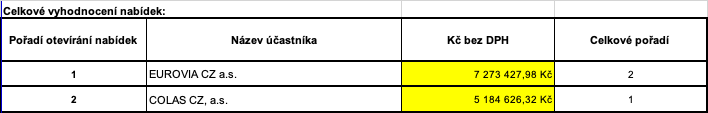 Celkové vyhodnocení nabídek:
Pořadí otevírání nabídek Název účastníka Kč bez DPH Celkové pořadí
1 EUROVIA CZ a.s. 7 273 427,98 Kč 2
2 COLAS CZ, a.s. 5 184 626,32 Kč 1